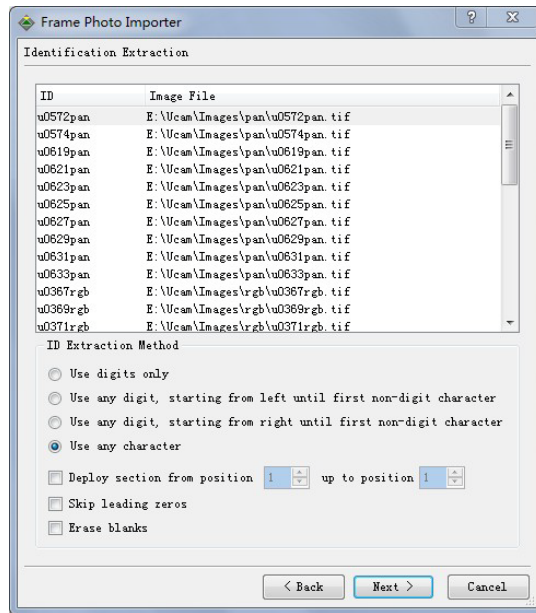 Frame Photo Importer
Identification Extraction
ID Image File
u0572pan E:\Ucam\Images\pan\u0572pan.tif
u0574pan E:\Ucam\Images\pan\u0574pan.tif
u0619pan E:\Ucam\Images\pan\u0619pan.tif
u0621pan E:\Ucam\Images\pan\u0621pan.tif
u0623pan E:\Ucam\Images\pan\u0623pan.tif
u0625pan E:\Ucam\Images\pan\u0625pan.tif
u0627pan E:\Ucam\Images\pan\u0627pan.tif
u0629pan E:\Ucam\Images\pan\u0629pan.tif
u0631pan E:\Ucam\Images\pan\u0631pan.tif
u0633pan E:\Ucam\Images\pan\u0633pan.tif
u0367rgb E:\Ucam\Images\rgb\u0367rgb.tif
u0369rgb E:\Ucam\Images\rgb\u0369rgb.tif
u0371rgb E:\Ucam\Images\rgb\u0371rgb.tif
ID Extraction Method
Use digits only
Use any digit, starting from left until first non-digit character
Use any digit, starting from right until first non-digit character
Use any character
Deploy section from position 1 up to position 1
Skip leading zeros
Erase blanks
< Back Next > Cancel